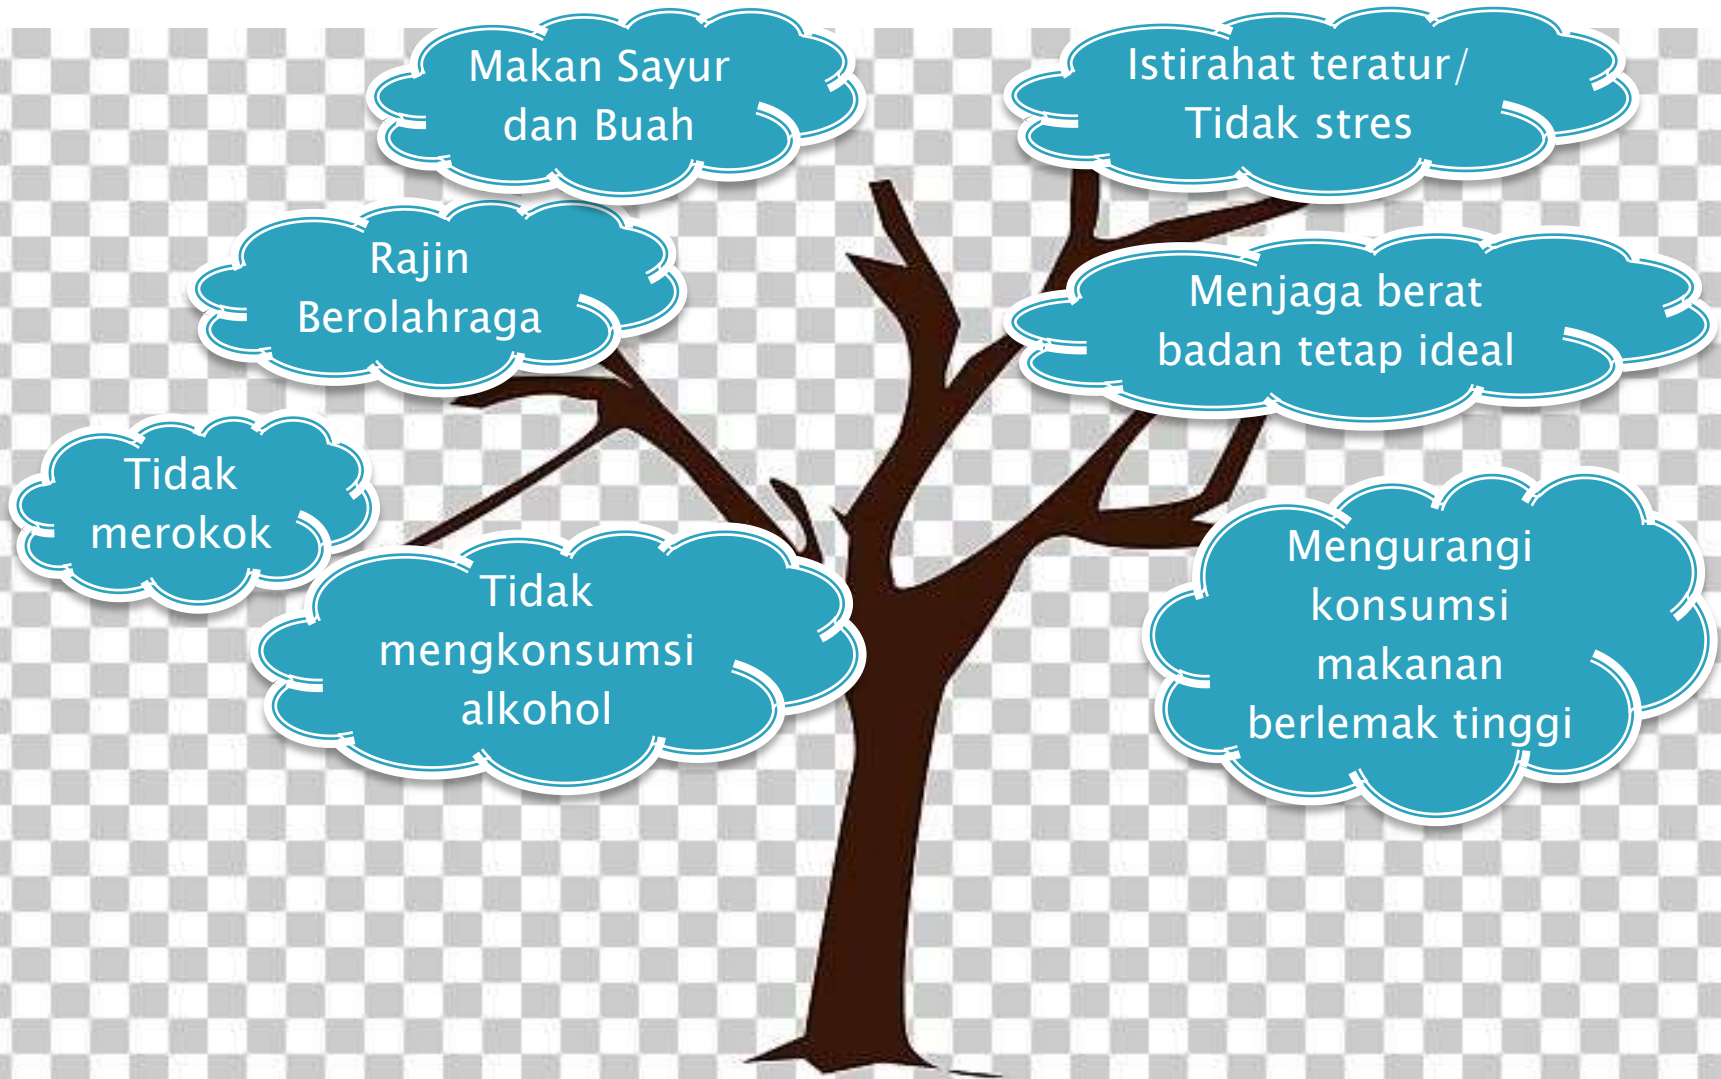 Makan Sayur
dan Buah
Istirahat teratur/
Tidak stres
Rajin
Berolahraga
Menjaga berat
badan tetap ideal
Tidak
merokok
Tidak
mengkonsumsi
alkohol
Mengurangi
konsumsi
makanan
berlemak tinggi